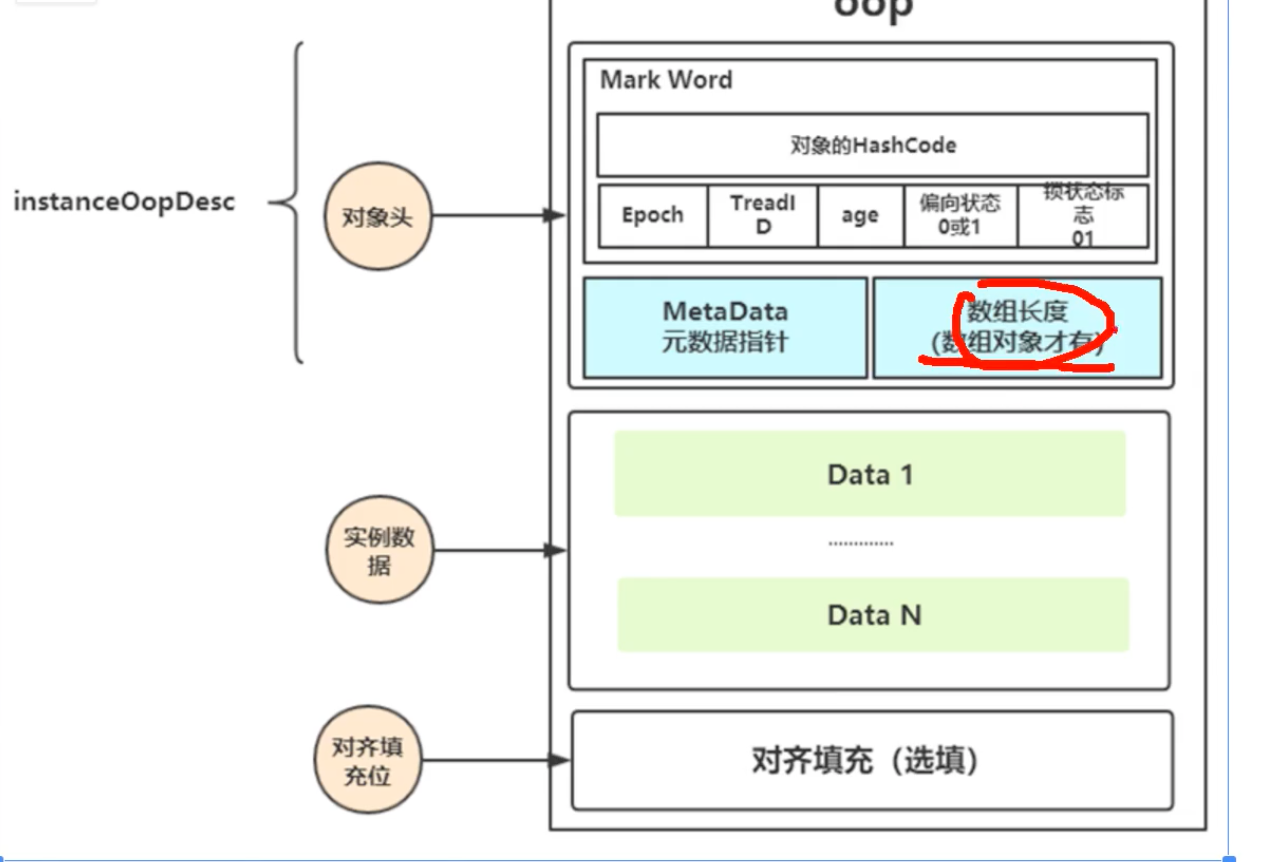 oop
Mark Word
对象的HashCode
instanceOopDesc
对象头
Epoch
TreadI
D
age
偏向状态
0或1
锁状态标
志
01
MetaData
元数据指针
数组长度
(数组对象才有)
实例数
据
Data 1
.............
Data N
对齐填
充位
对齐填充（选填）